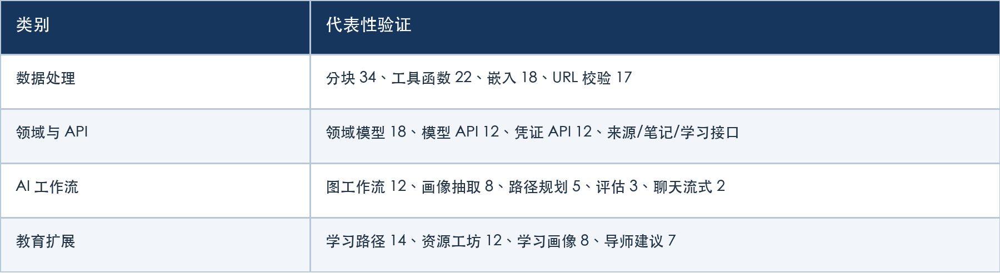 类别
代表性验证
数据处理
分块 34、工具函数 22、嵌入 18、URL 校验 17
领域与 API
领域模型 18、模型 API 12、凭证 API 12、来源/笔记/学习接口
AI 工作流
图工作流 12、画像抽取 8、路径规划 5、评估 3、聊天流式 2
教育扩展
学习路径 14、资源工坊 12、学习画像 8、导师建议 7